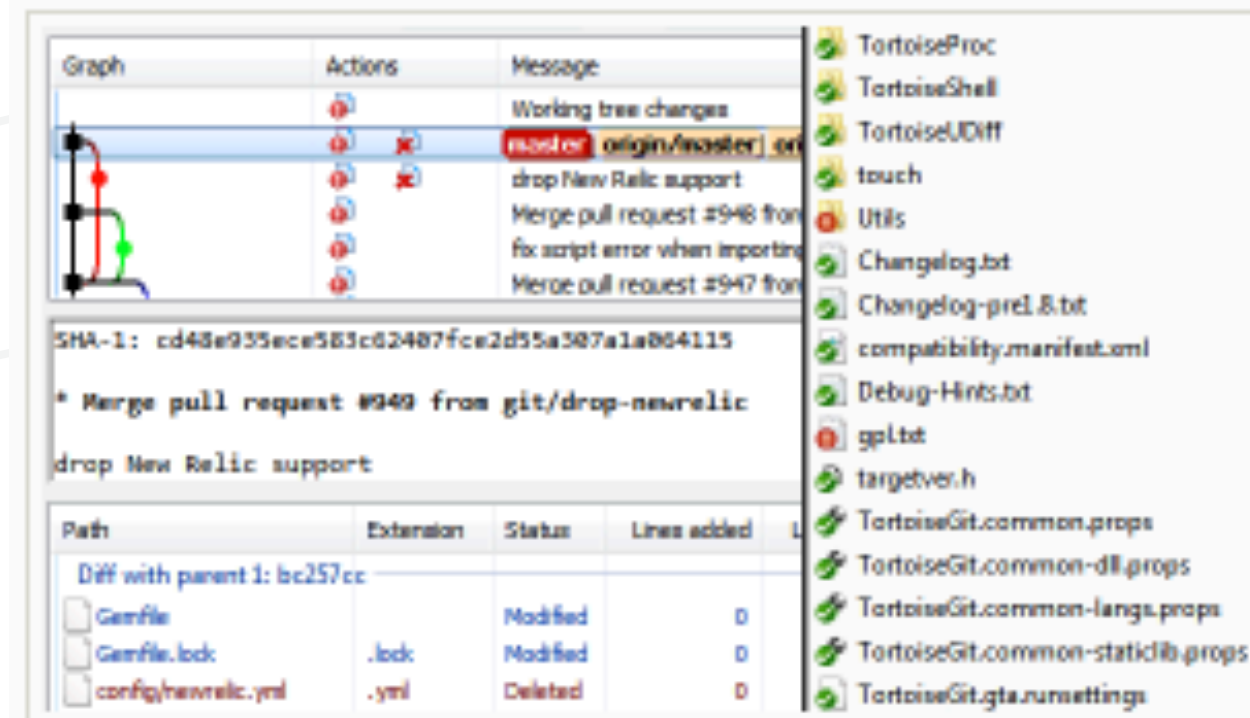 Graph Actions Message
Working tree changes
master origin/master ori
drop New Relic support
Merge pull request #948 from
fix script error when importing
Merge pull request #947 from
SHA-1: cd48e935ece583c62407fce2d55a307a1a064115
* Merge pull request #949 from git/drop-newrelic
drop New Relic support
Path Extension Status Lines added L
Diff with parent 1: bc257cc
Gemfile Modified 0
Gemfile.lock .lock Modified 0
config/newrelic.yml .yml Deleted 0
TortoiseProc
TortoiseShell
TortoiseUDiff
touch
Utils
Changelog.txt
Changelog-pre1.8.txt
compatibility.manifest.xml
Debug-Hints.txt
gpl.txt
targetver.h
TortoiseGit.common.props
TortoiseGit.common-dll.props
TortoiseGit.common-langs.props
TortoiseGit.common-staticlib.props
TortoiseGit.gta.runsettings